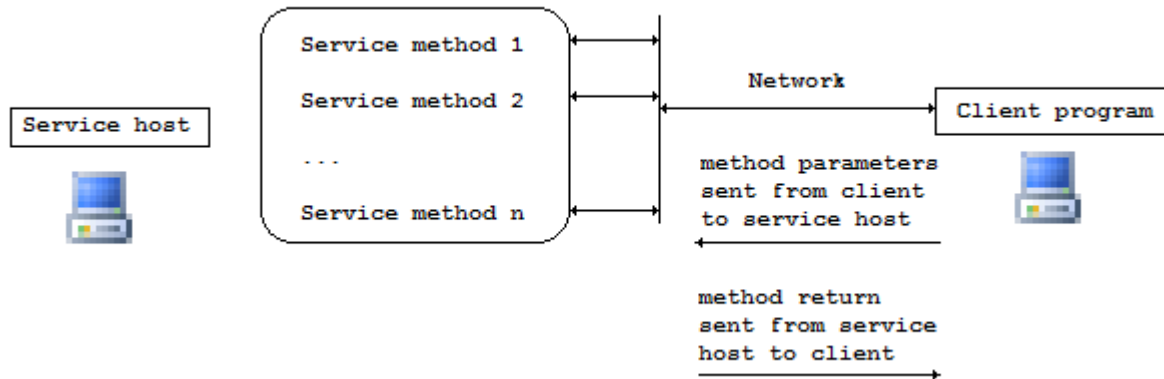 Service host
Service method 1
Service method 2
...
Service method n
Network
Client program
method parameters
sent from client
to service host
method return
sent from service
host to client